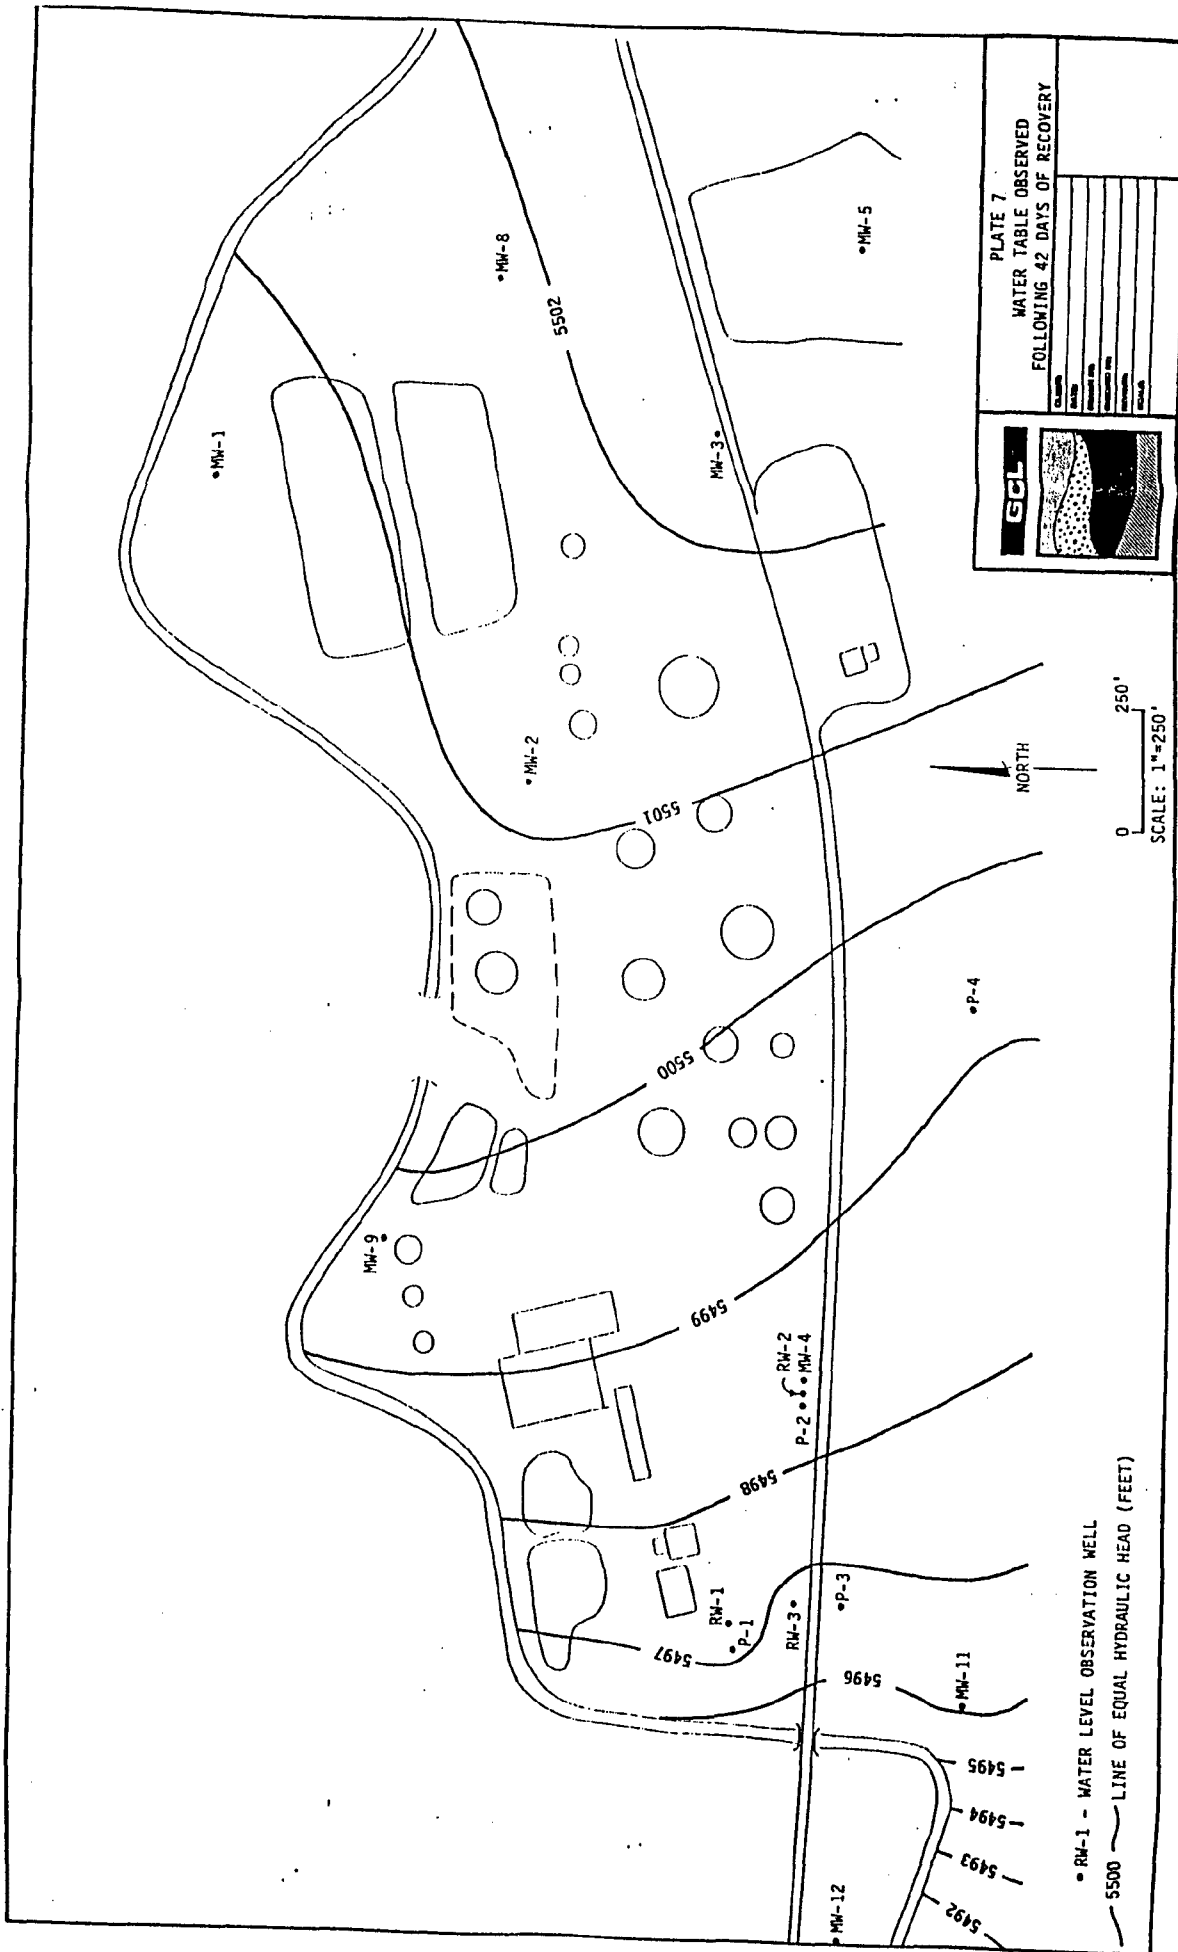 PLATE 7
WATER TABLE OBSERVED
FOLLOWING 42 DAYS OF RECOVERY
GCL
CLIENT:
DATE:
SCALE:
•MW-1
•MW-8
5502
•MW-5
MW-3•
•MW-2
5501
5500
•P-4
MW-9
5499
RW-2
P-2••MW-4
5498
RW-1
•P-1
5497
RW-3•
•P-3
5496
•MW-11
5495
5494
5493
5492
•MW-12
NORTH
0 250'
SCALE: 1"=250'
• RW-1 - WATER LEVEL OBSERVATION WELL
5500 LINE OF EQUAL HYDRAULIC HEAD (FEET)